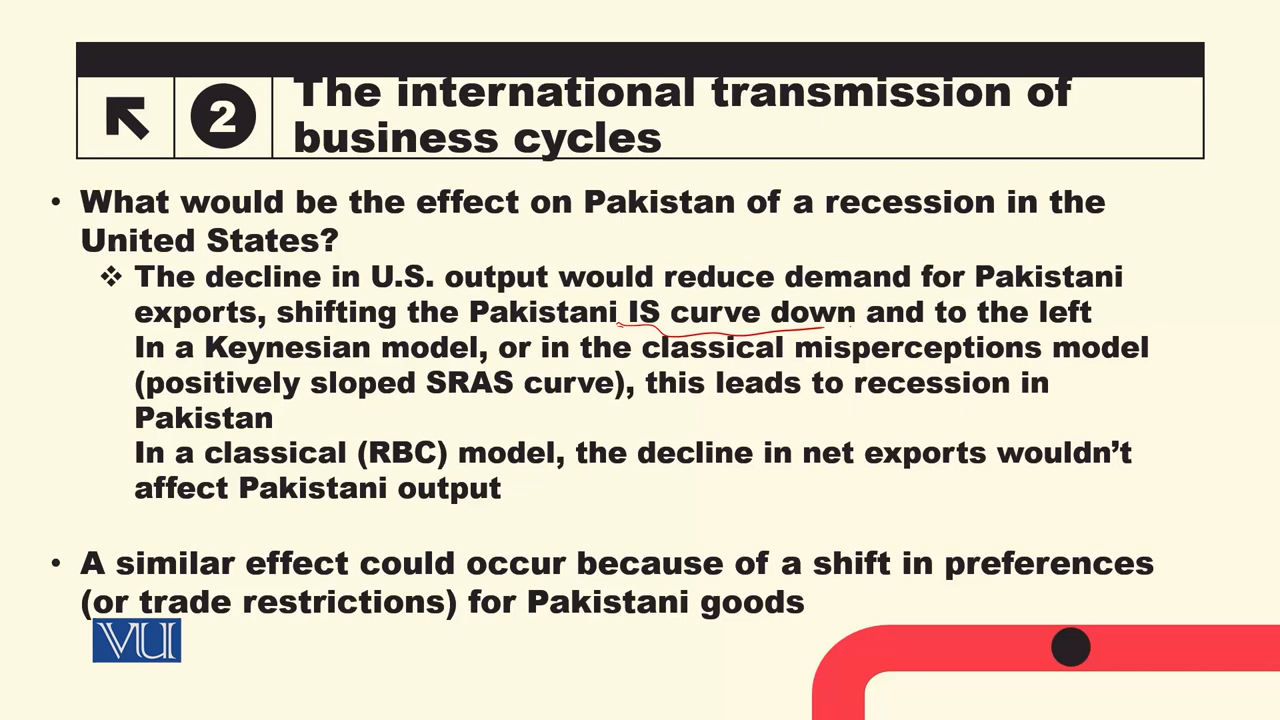 2
The international transmission of
business cycles
• What would be the effect on Pakistan of a recession in the
United States?
❖ The decline in U.S. output would reduce demand for Pakistani
exports, shifting the Pakistani IS curve down and to the left
In a Keynesian model, or in the classical misperceptions model
(positively sloped SRAS curve), this leads to recession in
Pakistan
In a classical (RBC) model, the decline in net exports wouldn’t
affect Pakistani output
• A similar effect could occur because of a shift in preferences
(or trade restrictions) for Pakistani goods
VU